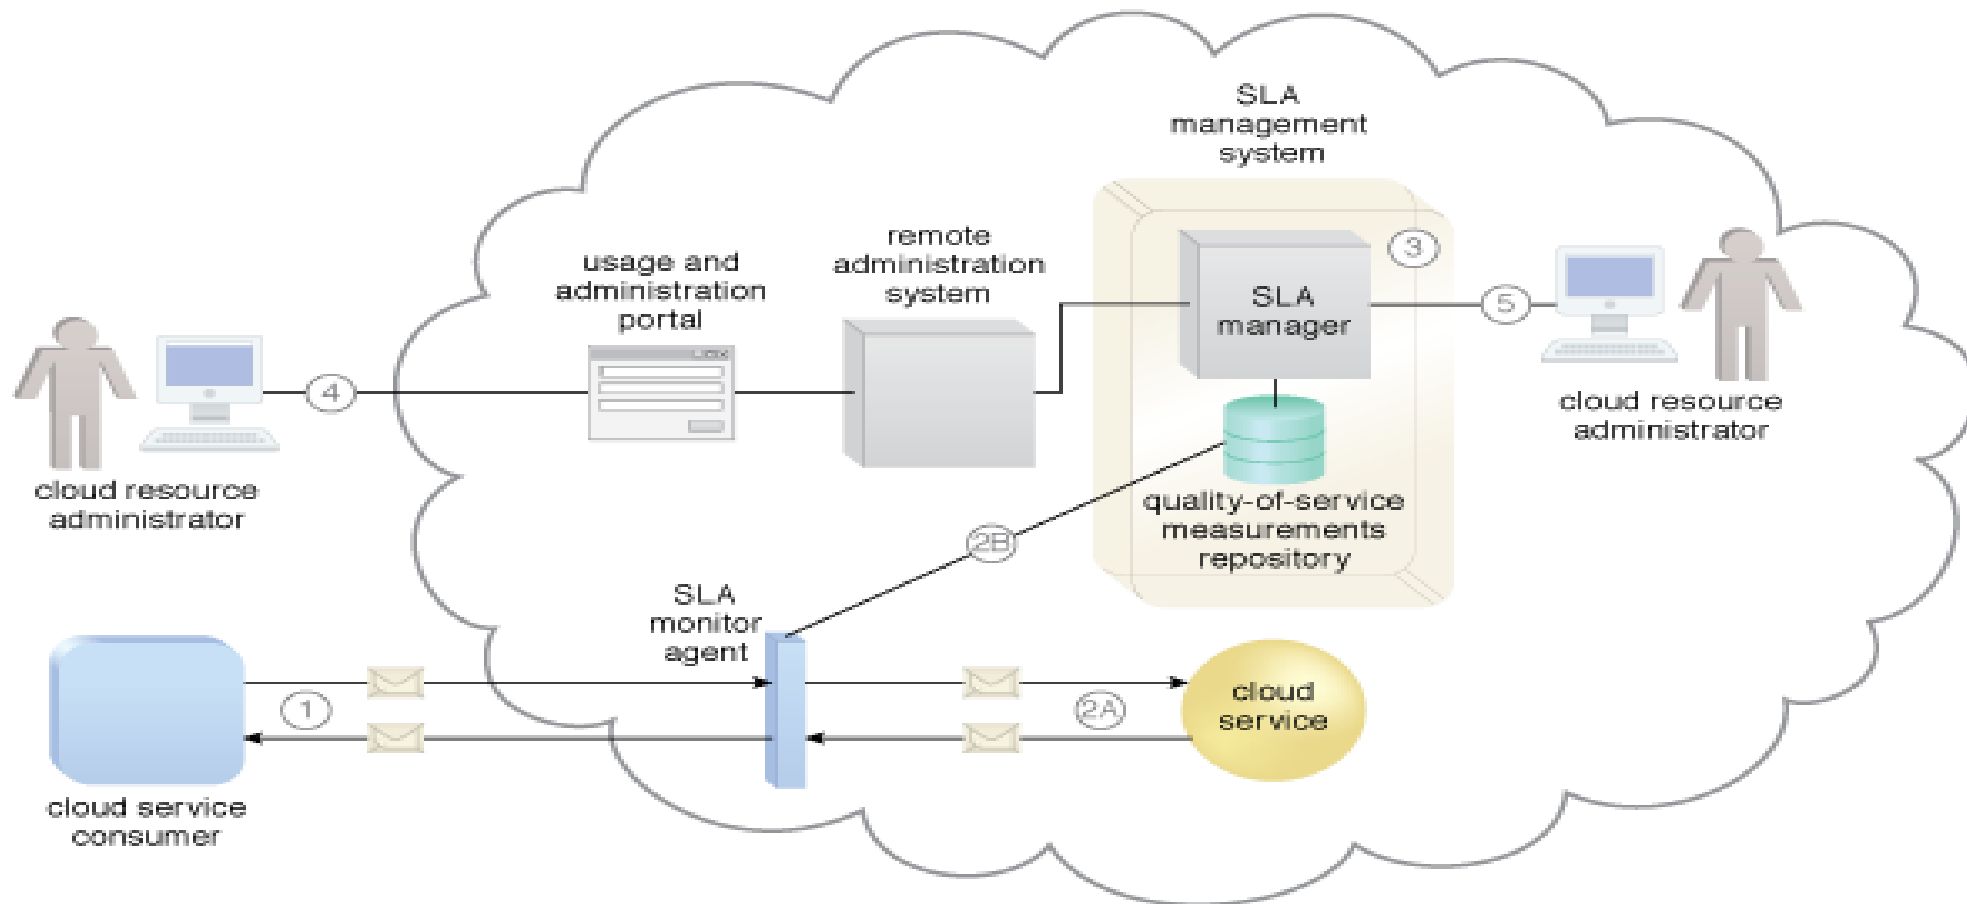 SLA
management
system
remote
administration
system
usage and
administration
portal
SLA
manager
3
5
4
cloud resource
administrator
cloud resource
administrator
quality-of-service
measurements
repository
2B
SLA
monitor
agent
1
2A
cloud
service
cloud service
consumer